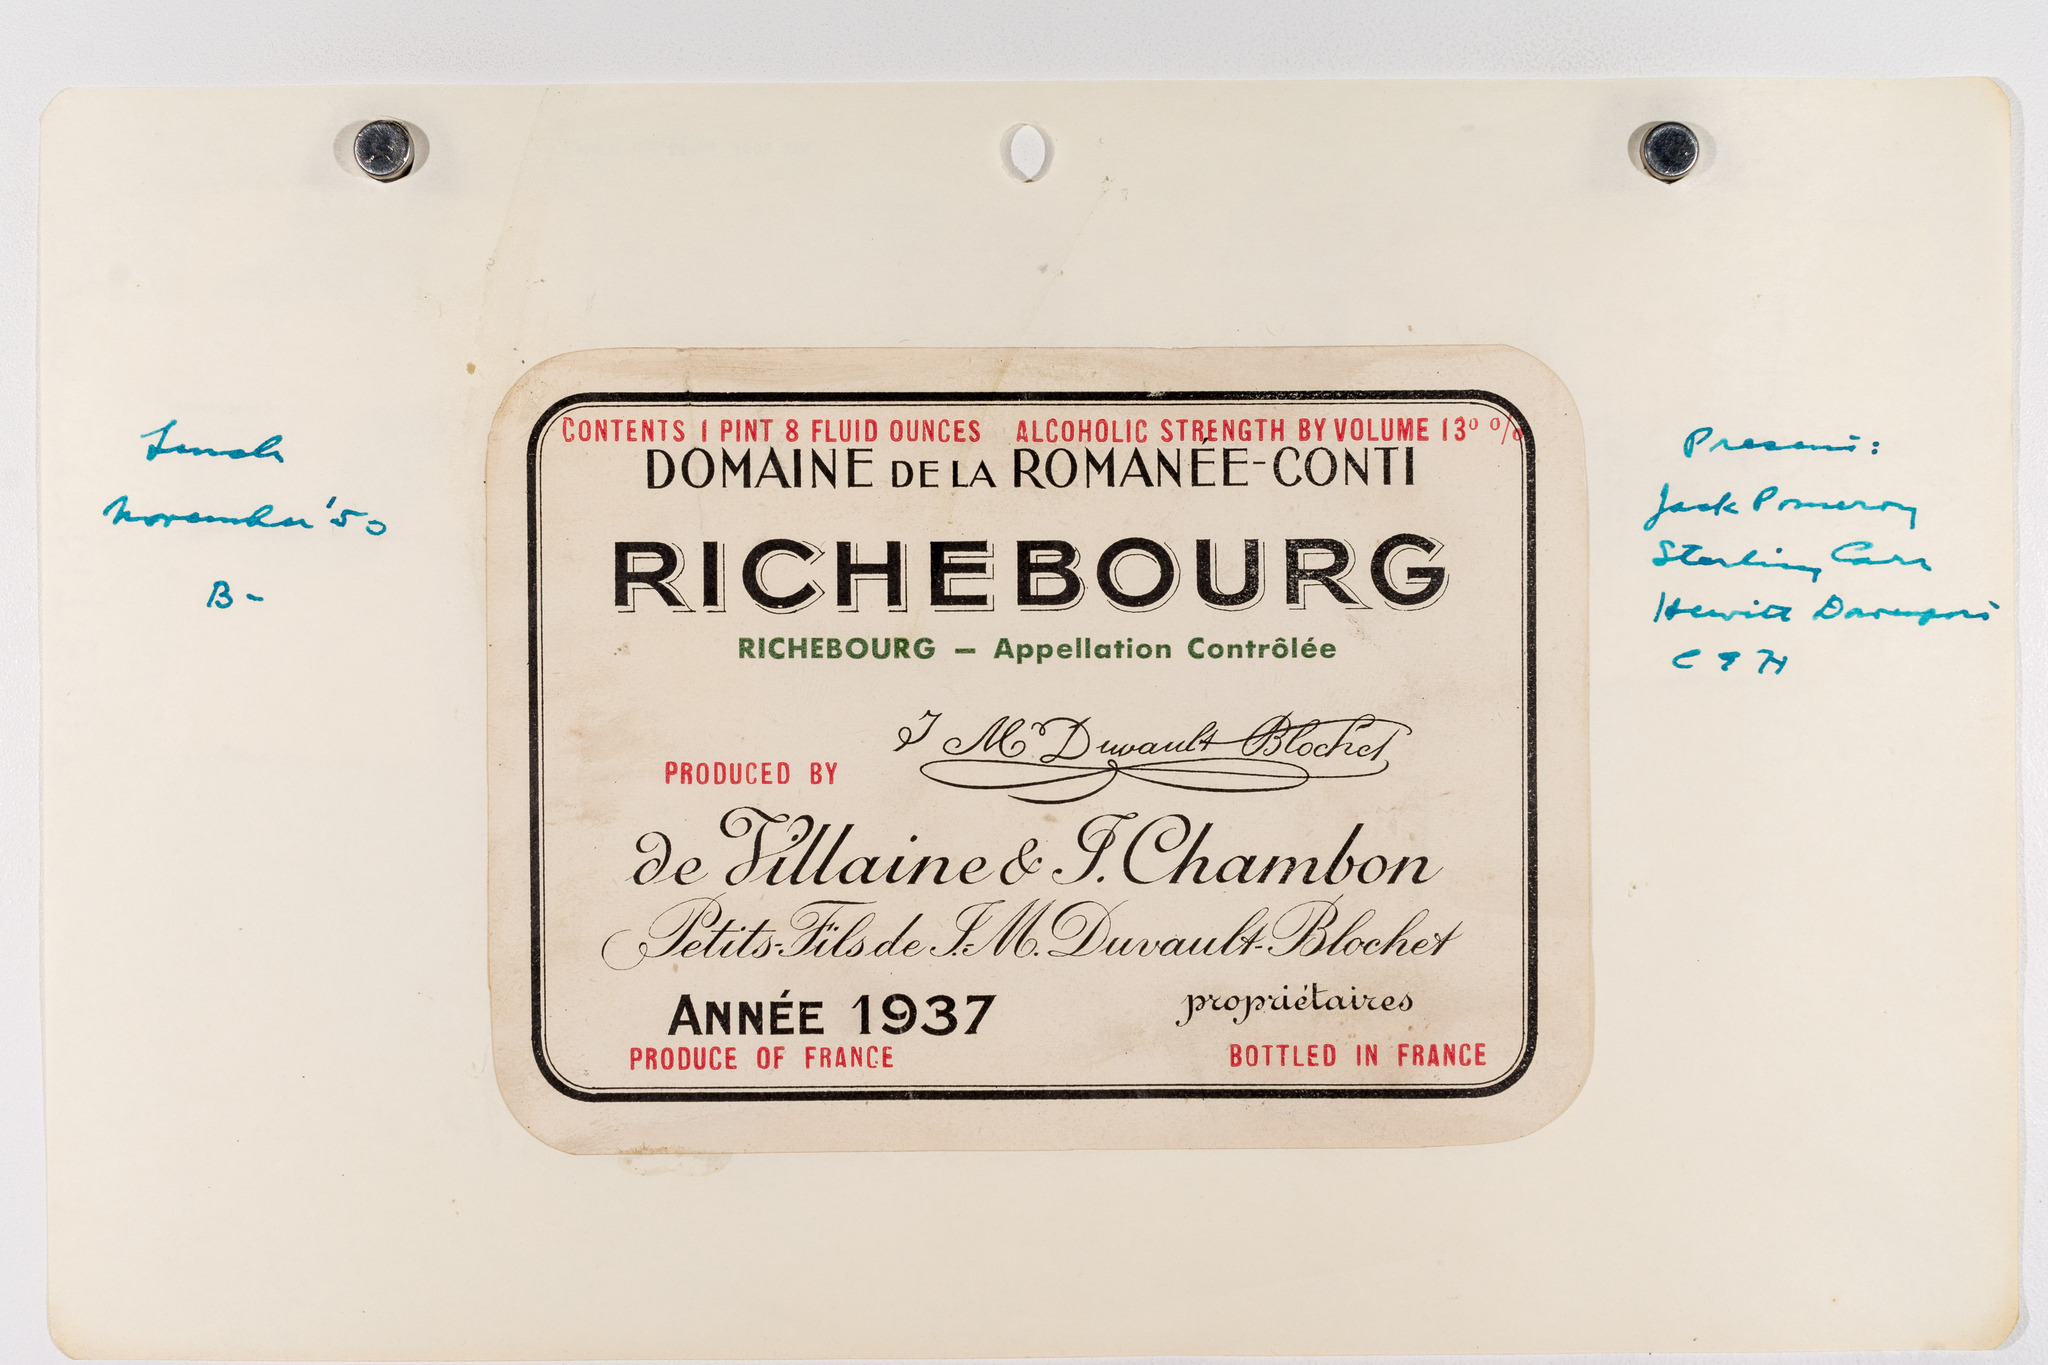 CONTENTS 1 PINT 8 FLUID OUNCES ALCOHOLIC STRENGTH BY VOLUME 13° %
DOMAINE DE LA ROMANÉE-CONTI
RICHEBOURG
RICHEBOURG — Appellation Contrôlée
J M Duvault Blochet
PRODUCED BY
de Villaine & J. Chambon
Petits-Fils de J.-M. Duvault-Blochet
ANNÉE 1937
propriétaires
PRODUCE OF FRANCE
BOTTLED IN FRANCE
Lunch
November '50
B-
Present:
Jack Pomeroy
Sterling Carr
Hewitt Davenport